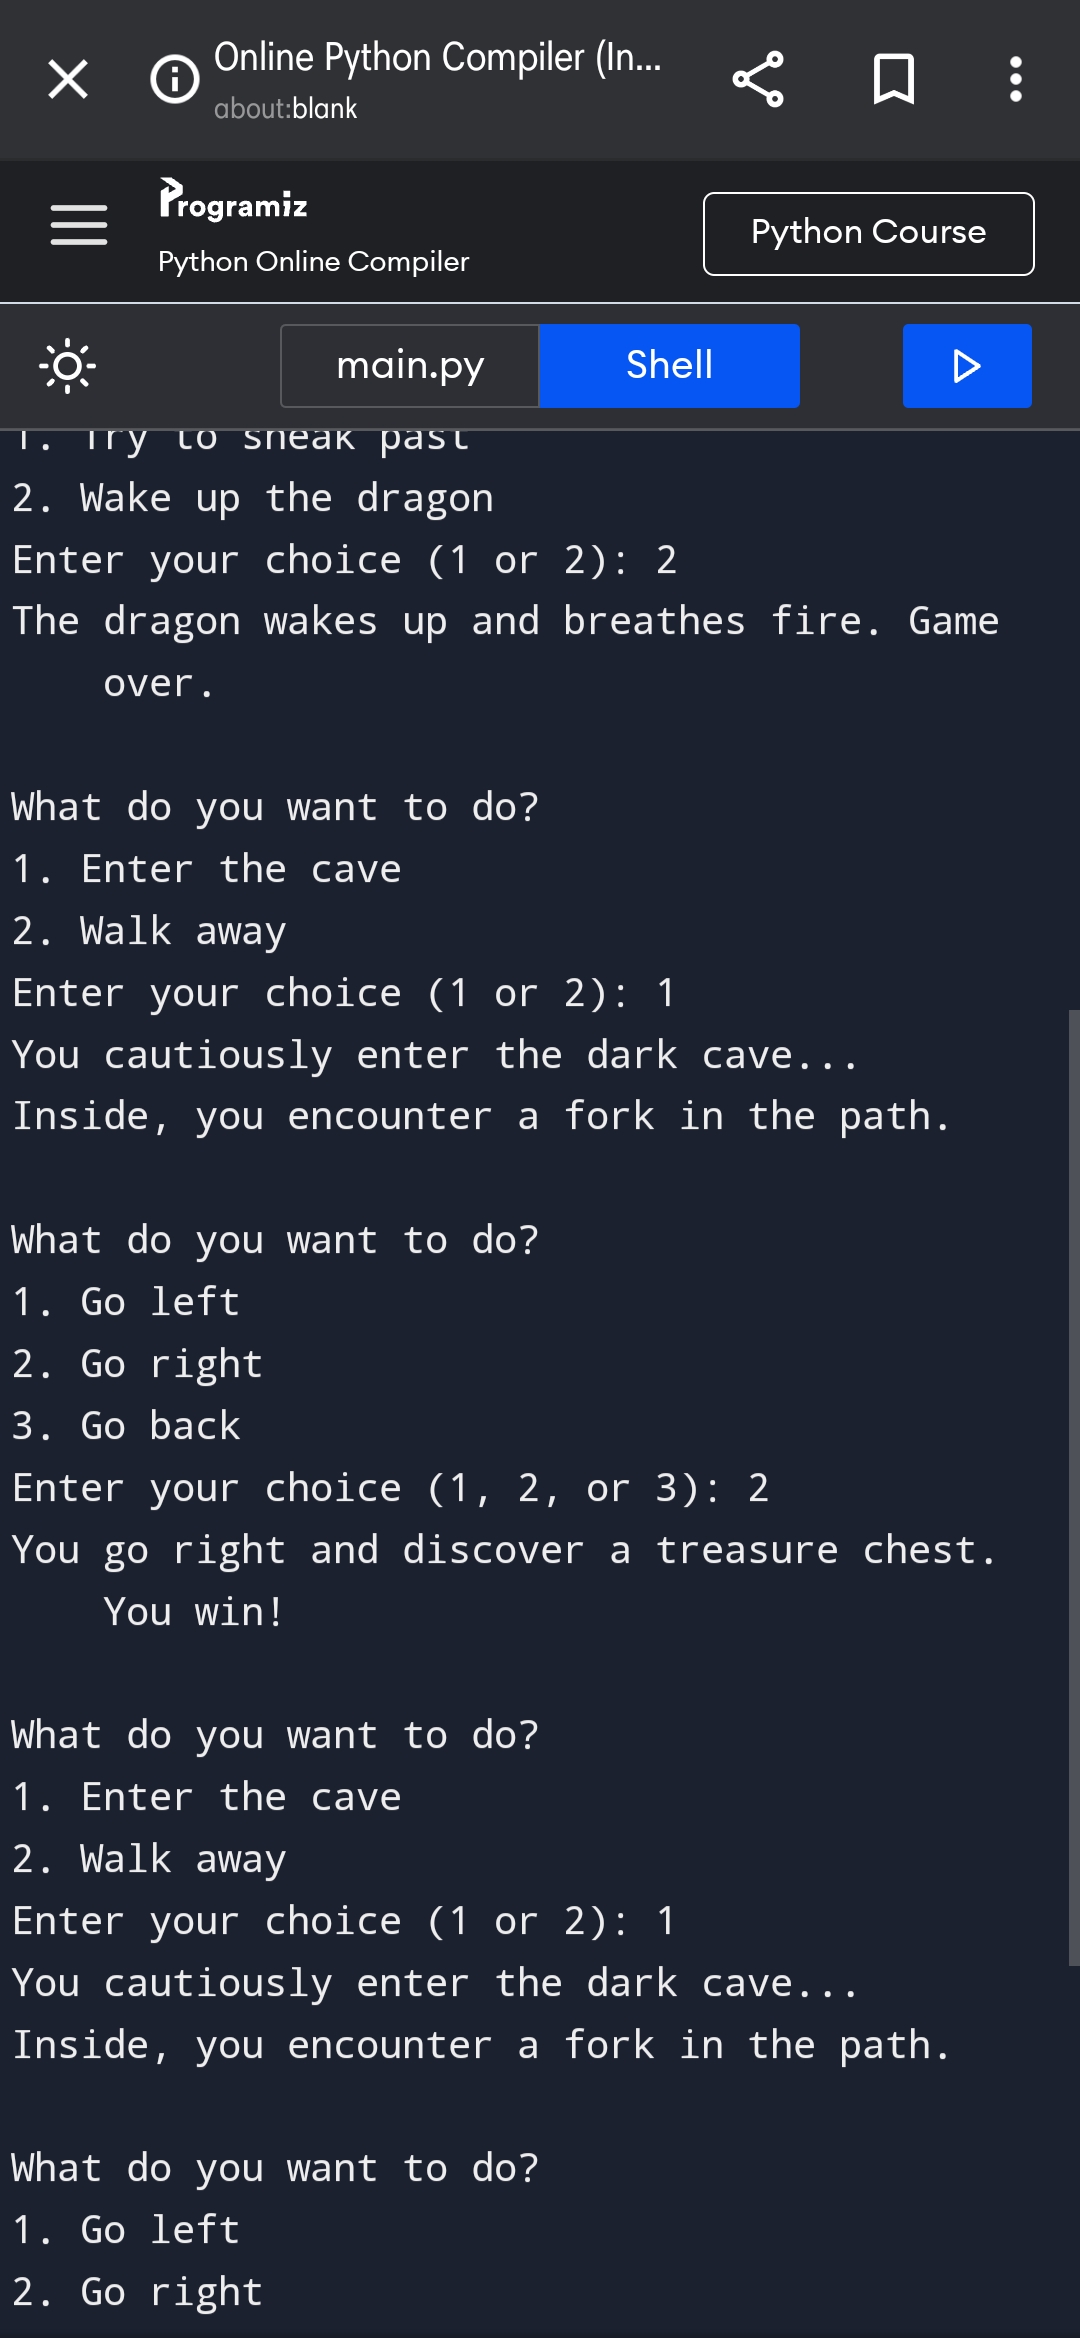 Online Python Compiler (In...
about:blank
Programiz
Python Online Compiler
Python Course
main.py
Shell
1. Try to sneak past
2. Wake up the dragon
Enter your choice (1 or 2): 2
The dragon wakes up and breathes fire. Game
over.
What do you want to do?
1. Enter the cave
2. Walk away
Enter your choice (1 or 2): 1
You cautiously enter the dark cave...
Inside, you encounter a fork in the path.
What do you want to do?
1. Go left
2. Go right
3. Go back
Enter your choice (1, 2, or 3): 2
You go right and discover a treasure chest.
You win!
What do you want to do?
1. Enter the cave
2. Walk away
Enter your choice (1 or 2): 1
You cautiously enter the dark cave...
Inside, you encounter a fork in the path.
What do you want to do?
1. Go left
2. Go right